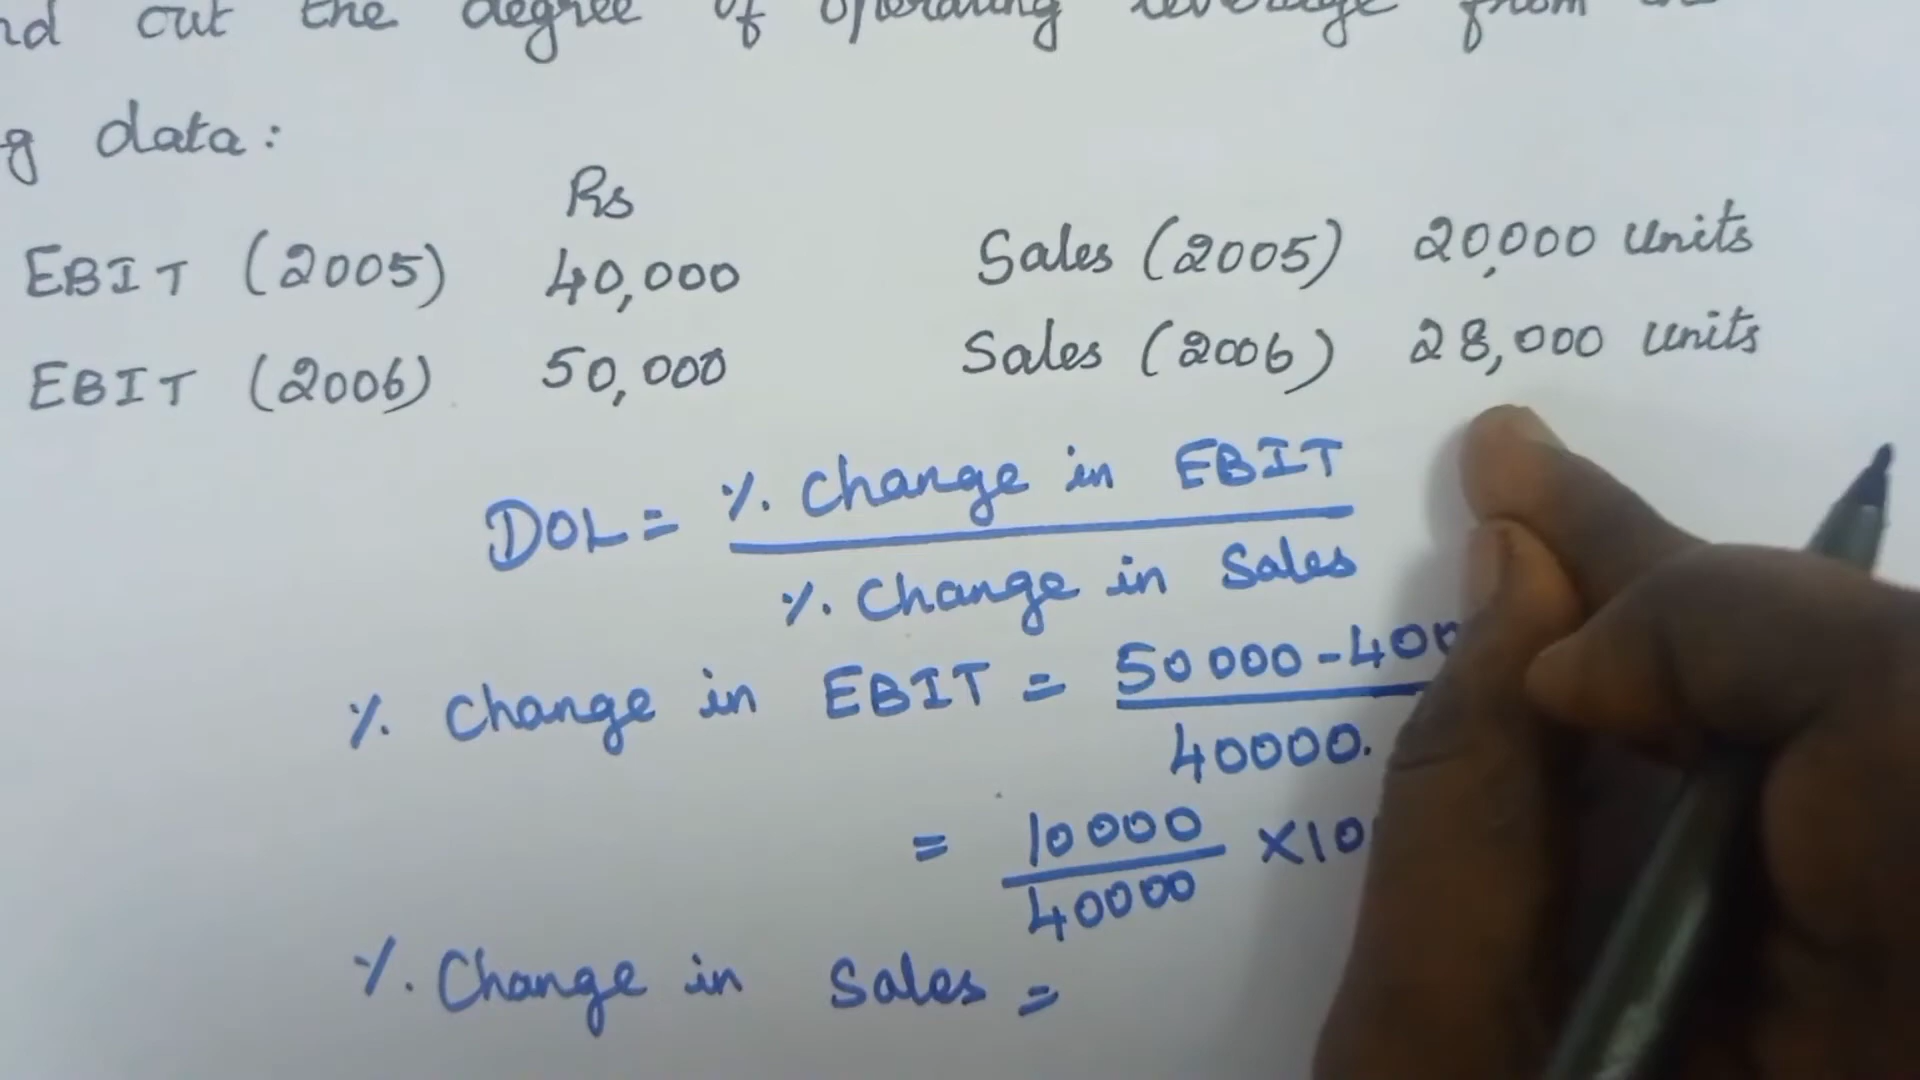 out the degree of operating leverage from
data:
Rs
EBIT (2005) 40,000 Sales (2005) 20,000 units
EBIT (2006) 50,000 Sales (2006) 28,000 units
DOL = % Change in EBIT
% Change in Sales
% Change in EBIT = 50000 - 400
40000.
= 10000 × 10
40000
% Change in Sales =